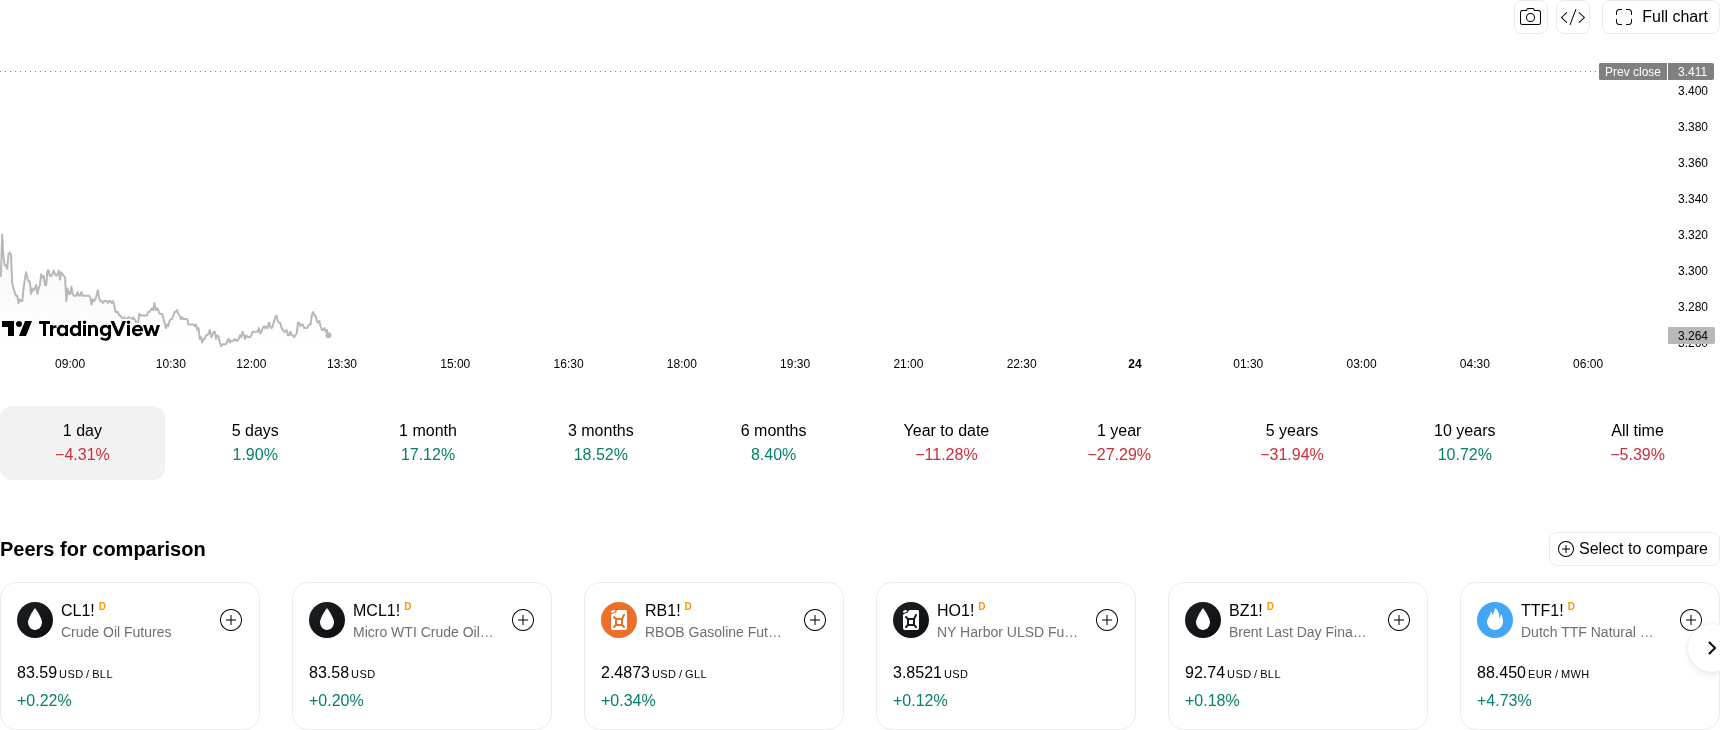 Full chart
Prev close 3.411
3.400
3.380
3.360
3.340
3.320
3.300
3.280
3.264
TradingView
09:00 10:30 12:00 13:30 15:00 16:30 18:00 19:30 21:00 22:30 24 01:30 03:00 04:30 06:00
1 day 5 days 1 month 3 months 6 months Year to date 1 year 5 years 10 years All time
−4.31% 1.90% 17.12% 18.52% 8.40% −11.28% −27.29% −31.94% 10.72% −5.39%
Peers for comparison
Select to compare
CL1! D
Crude Oil Futures
83.59 USD / BLL
+0.22%
MCL1! D
Micro WTI Crude Oil…
83.58 USD
+0.20%
RB1! D
RBOB Gasoline Fut…
2.4873 USD / GLL
+0.34%
HO1! D
NY Harbor ULSD Fu…
3.8521 USD
+0.12%
BZ1! D
Brent Last Day Fina…
92.74 USD / BLL
+0.18%
TTF1! D
Dutch TTF Natural …
88.450 EUR / MWH
+4.73%